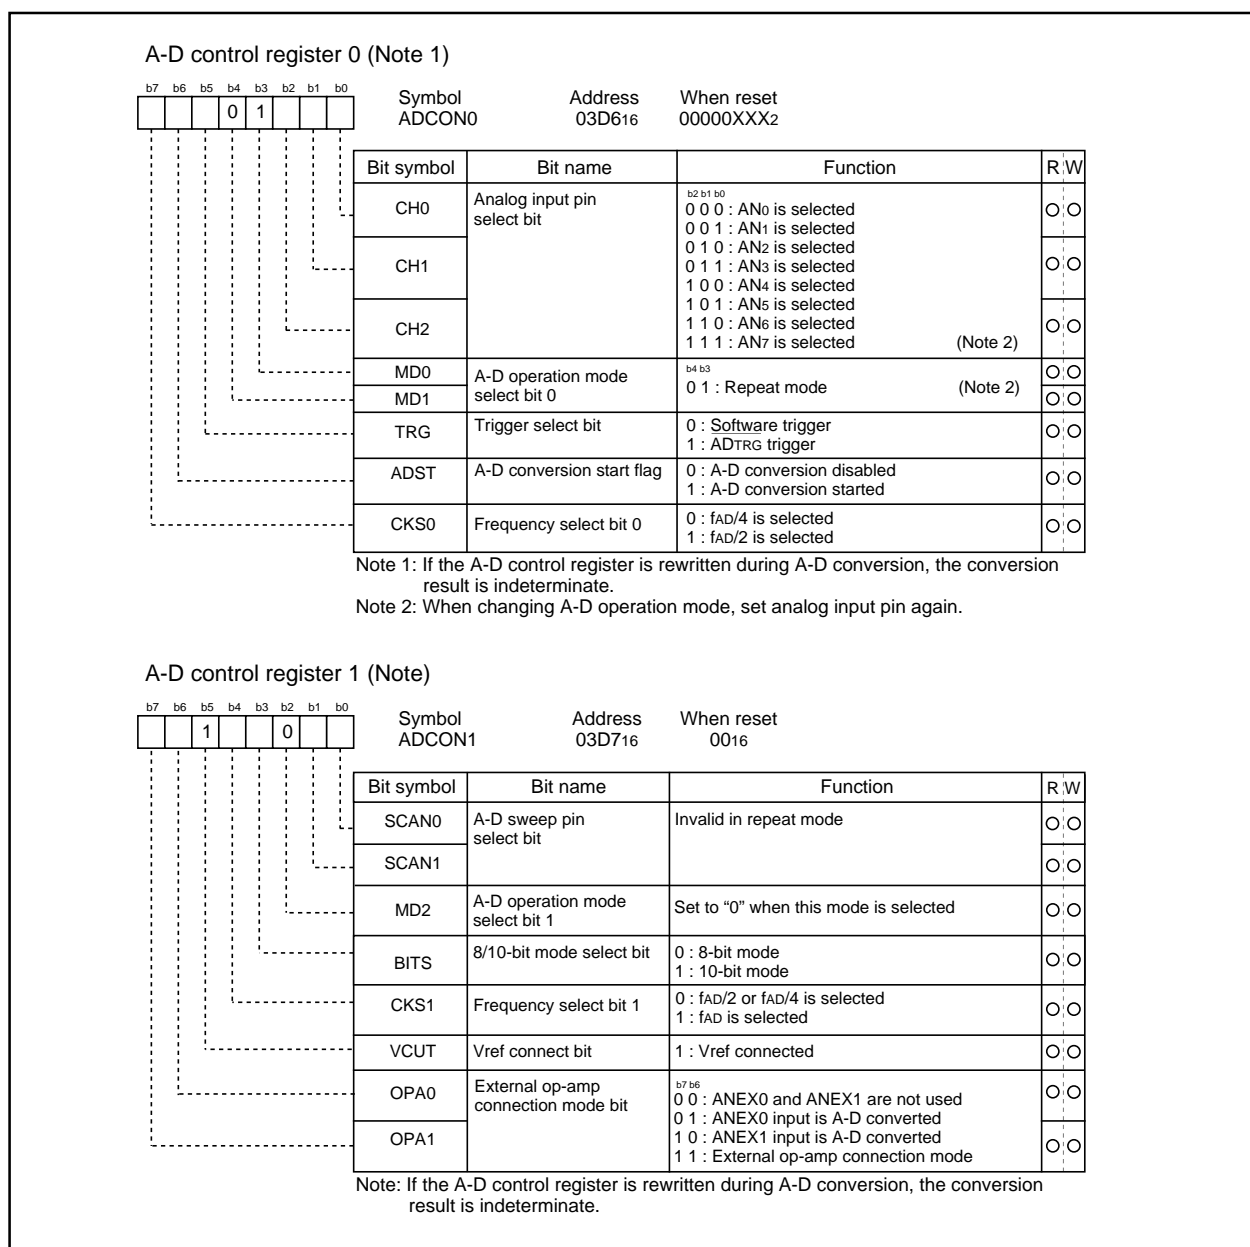 A-D control register 0 (Note 1)
b7 b6 b5 b4 b3 b2 b1 b0
0 1
Symbol Address When reset
ADCON0 03D616 00000XXX2
Bit symbol Bit name Function R W
CH0 Analog input pin select bit
b2 b1 b0
0 0 0 : AN0 is selected
0 0 1 : AN1 is selected
CH1
0 1 0 : AN2 is selected
0 1 1 : AN3 is selected
1 0 0 : AN4 is selected
1 0 1 : AN5 is selected
CH2
1 1 0 : AN6 is selected
1 1 1 : AN7 is selected (Note 2)
MD0 A-D operation mode select bit 0
b4 b3
0 1 : Repeat mode (Note 2)
MD1
TRG Trigger select bit 0 : Software trigger
1 : ADTRG trigger
ADST A-D conversion start flag 0 : A-D conversion disabled
1 : A-D conversion started
CKS0 Frequency select bit 0 0 : fAD/4 is selected
1 : fAD/2 is selected
Note 1: If the A-D control register is rewritten during A-D conversion, the conversion
result is indeterminate.
Note 2: When changing A-D operation mode, set analog input pin again.
A-D control register 1 (Note)
b7 b6 b5 b4 b3 b2 b1 b0
1 0
Symbol Address When reset
ADCON1 03D716 0016
Bit symbol Bit name Function R W
SCAN0 A-D sweep pin select bit Invalid in repeat mode
SCAN1
MD2 A-D operation mode select bit 1 Set to “0” when this mode is selected
BITS 8/10-bit mode select bit 0 : 8-bit mode
1 : 10-bit mode
CKS1 Frequency select bit 1 0 : fAD/2 or fAD/4 is selected
1 : fAD is selected
VCUT Vref connect bit 1 : Vref connected
OPA0 External op-amp connection mode bit
b7 b6
0 0 : ANEX0 and ANEX1 are not used
0 1 : ANEX0 input is A-D converted
OPA1
1 0 : ANEX1 input is A-D converted
1 1 : External op-amp connection mode
Note: If the A-D control register is rewritten during A-D conversion, the conversion
result is indeterminate.